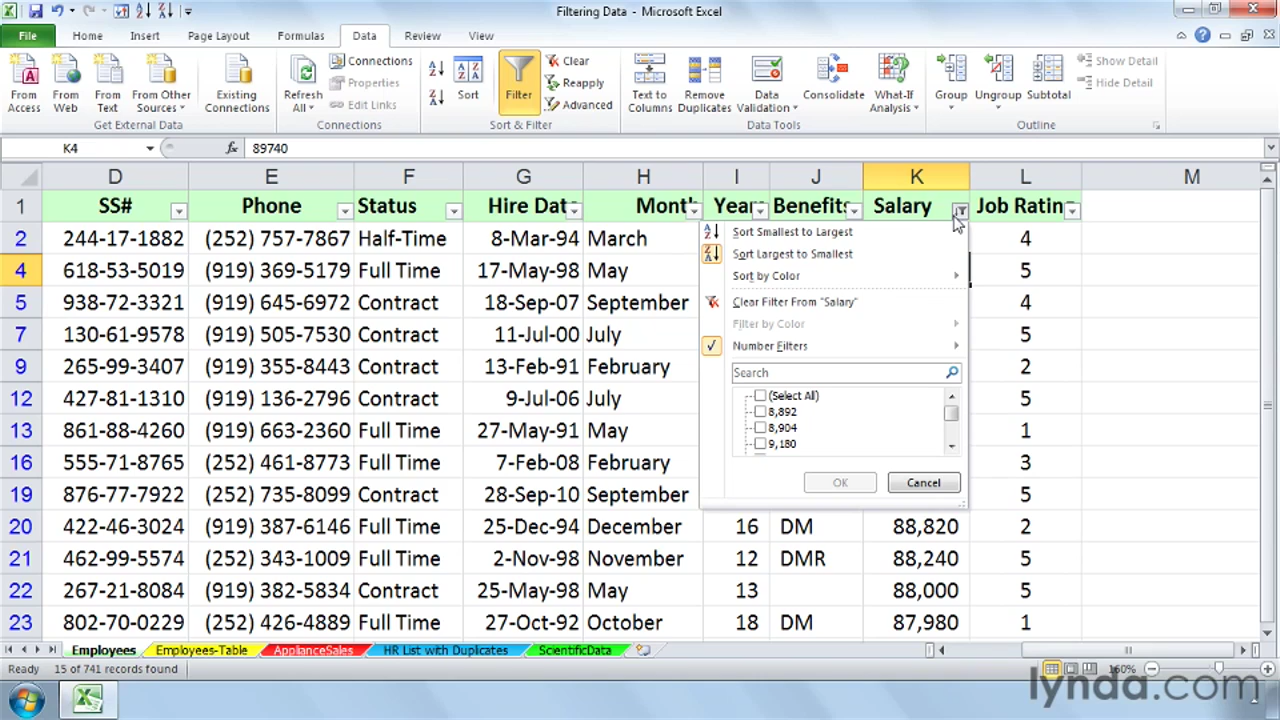 Filtering Data - Microsoft Excel
File Home Insert Page Layout Formulas Data Review View
From Access
From Web
From Text
From Other Sources
Existing Connections
Get External Data
Refresh All
Connections
Properties
Edit Links
Connections
Sort
Filter
Clear
Reapply
Advanced
Sort & Filter
Text to Columns
Remove Duplicates
Data Validation
Consolidate
What-If Analysis
Data Tools
Group
Ungroup
Subtotal
Show Detail
Hide Detail
Outline
K4 fx 89740
D E F G H I J K L M
1 SS# Phone Status Hire Dat Mont Year Benefits Salary Job Ratin
2 244-17-1882 (252) 757-7867 Half-Time 8-Mar-94 March 4
4 618-53-5019 (919) 369-5179 Full Time 17-May-98 May 5
5 938-72-3321 (919) 645-6972 Contract 18-Sep-07 September 4
7 130-61-9578 (919) 505-7530 Contract 11-Jul-00 July 5
9 265-99-3407 (919) 355-8443 Contract 13-Feb-91 February 2
12 427-81-1310 (919) 136-2796 Contract 9-Jul-06 July 5
13 861-88-4260 (919) 663-2360 Full Time 27-May-91 May 1
16 555-71-8765 (252) 461-8773 Full Time 7-Feb-08 February 3
19 876-77-7922 (252) 735-8099 Contract 28-Sep-10 September 5
20 422-46-3024 (919) 387-6146 Full Time 25-Dec-94 December 16 DM 88,820 2
21 462-99-5574 (252) 343-1009 Full Time 2-Nov-98 November 12 DMR 88,240 5
22 267-21-8084 (919) 382-5834 Contract 25-May-98 May 13 88,000 5
23 802-70-0229 (252) 426-4889 Full Time 27-Oct-92 October 18 DM 87,980 1
Sort Smallest to Largest
Sort Largest to Smallest
Sort by Color
Clear Filter From "Salary"
Filter by Color
Number Filters
Search
(Select All)
8,892
8,904
9,180
OK Cancel
Employees Employees-Table ApplianceSales HR List with Duplicates ScientificData
Ready 15 of 741 records found 160%
lynda.com